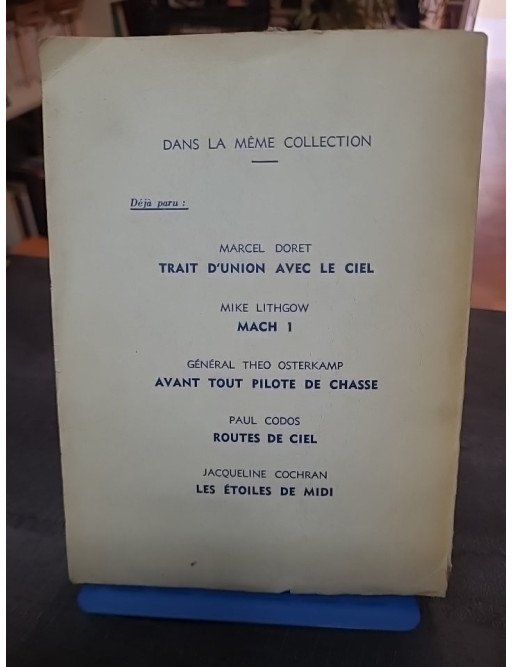 DANS LA MÊME COLLECTION
Déjà paru :
MARCEL DORET
TRAIT D'UNION AVEC LE CIEL
MIKE LITHGOW
MACH 1
GÉNÉRAL THEO OSTERKAMP
AVANT TOUT PILOTE DE CHASSE
PAUL CODOS
ROUTES DE CIEL
JACQUELINE COCHRAN
LES ÉTOILES DE MIDI